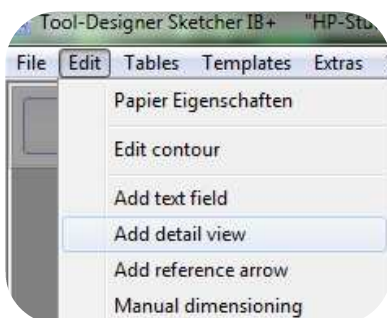 Tool-Designer Sketcher IB+ "HP-Stu
File Edit Tables Templates Extras
Papier Eigenschaften
Edit contour
Add text field
Add detail view
Add reference arrow
Manual dimensioning